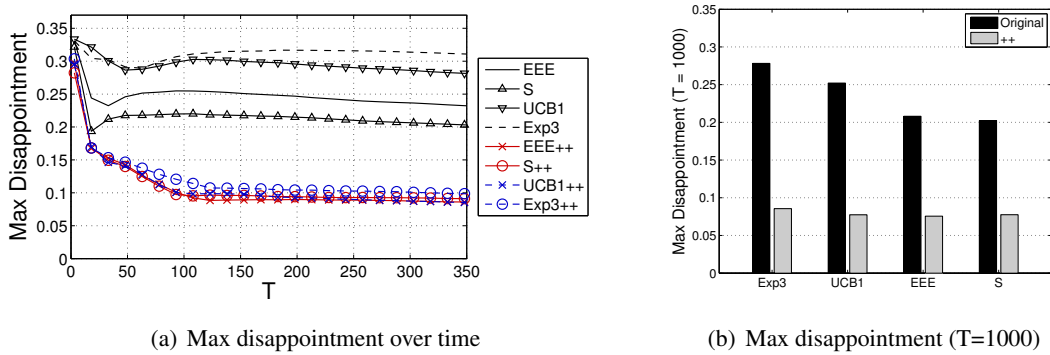 Max Disappointment
0.35
0.3
0.25
0.2
0.15
0.1
0.05
0
0 50 100 150 200 250 300 350
T
EEE
S
UCB1
Exp3
EEE++
S++
UCB1++
Exp3++
(a) Max disappointment over time
Max Disappointment (T = 1000)
0.35
0.3
0.25
0.2
0.15
0.1
0.05
0
Exp3 UCB1 EEE S
Original
++
(b) Max disappointment (T=1000)